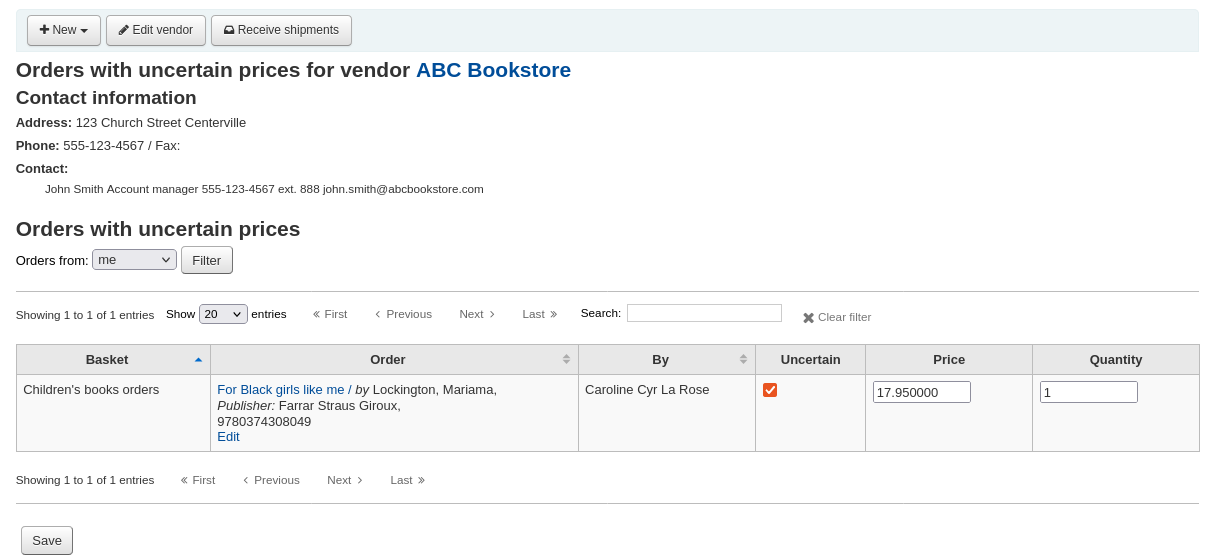 New Edit vendor Receive shipments
Orders with uncertain prices for vendor ABC Bookstore
Contact information
Address: 123 Church Street Centerville
Phone: 555-123-4567 / Fax:
Contact:
John Smith Account manager 555-123-4567 ext. 888 john.smith@abcbookstore.com
Orders with uncertain prices
Orders from: me Filter
Showing 1 to 1 of 1 entries Show 20 entries First Previous Next Last Search: Clear filter
Basket Order By Uncertain Price Quantity
Children's books orders For Black girls like me / by Lockington, Mariama, Caroline Cyr La Rose 17.950000 1
Publisher: Farrar Straus Giroux,
9780374308049
Edit
Showing 1 to 1 of 1 entries First Previous Next Last
Save